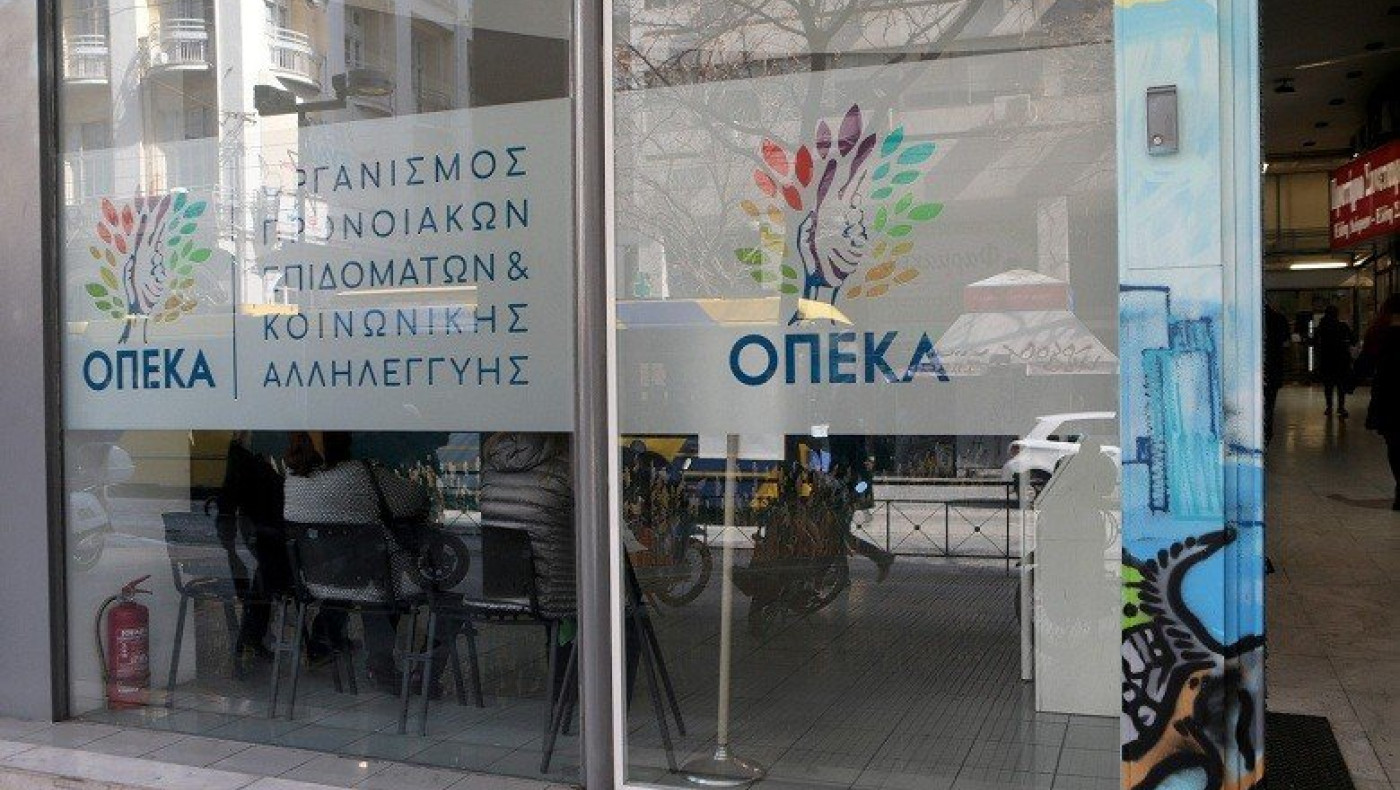 ΟΡΓΑΝΙΣΜΟΣ
ΠΡΟΝΟΙΑΚΩΝ
ΕΠΙΔΟΜΑΤΩΝ &
ΚΟΙΝΩΝΙΚΗΣ
ΑΛΛΗΛΕΓΓΥΗΣ
ΟΠΕΚΑ
ΟΠΕΚΑ